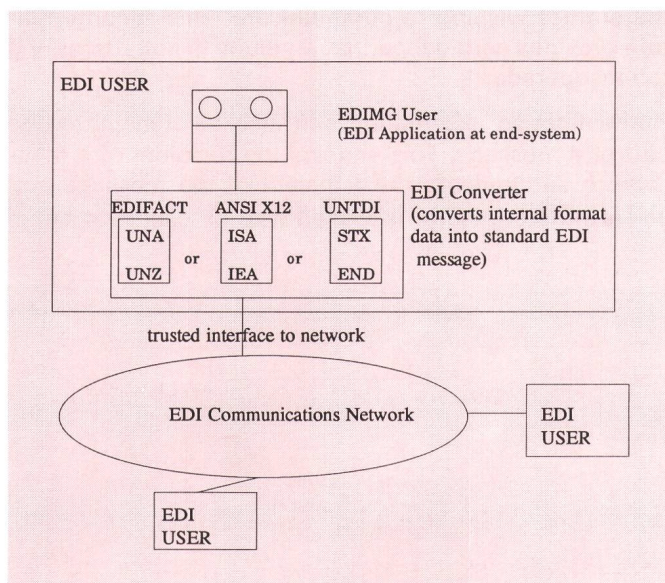 EDI USER
EDIMG User
(EDI Application at end-system)
EDIFACT
UNA
UNZ
or
ANSI X12
ISA
IEA
or
UNTDI
STX
END
EDI Converter
(converts internal format
data into standard EDI
message)
trusted interface to network
EDI Communications Network
EDI
USER
EDI
USER